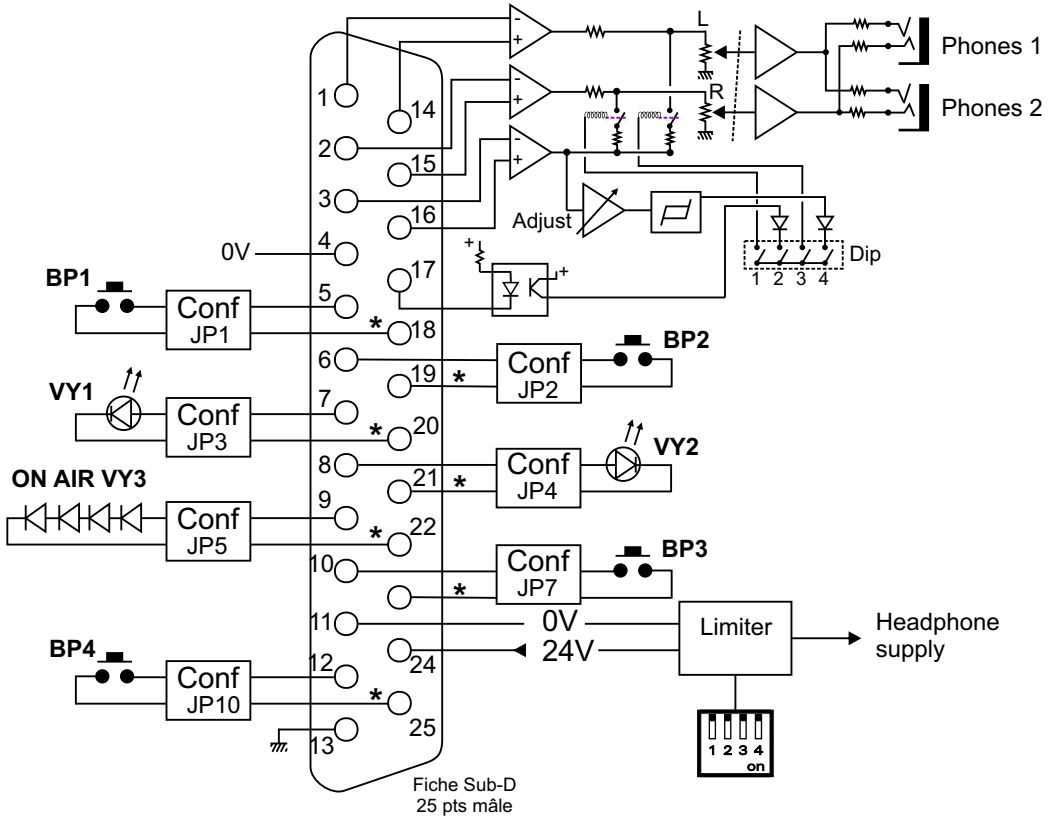 L
Phones 1
R
Phones 2
-
+
-
+
-
+
1
14
2
15
3
16
Adjust
Dip
1 2 3 4
0V
4
17
+
+
BP1
5
Conf
JP1
*
18
BP2
6
Conf
JP2
19
*
VY1
7
Conf
JP3
*
20
VY2
8
Conf
JP4
21
*
ON AIR VY3
9
Conf
JP5
*
22
BP3
10
Conf
JP7
*
11
0V
24V
24
Limiter
Headphone
supply
BP4
12
Conf
JP10
*
25
13
1 2 3 4
on
Fiche Sub-D
25 pts mâle